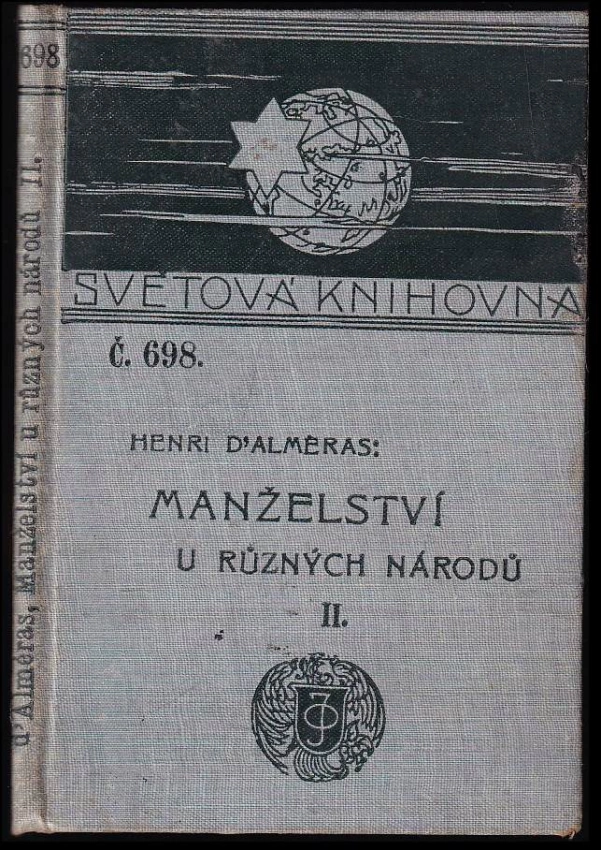 698
d'Alméras, Manželství u různých národů II.
SVĚTOVÁ KNIHOVNA
Č. 698.
HENRI D'ALMÉRAS:
MANŽELSTVÍ
U RŮZNÝCH NÁRODŮ
II.